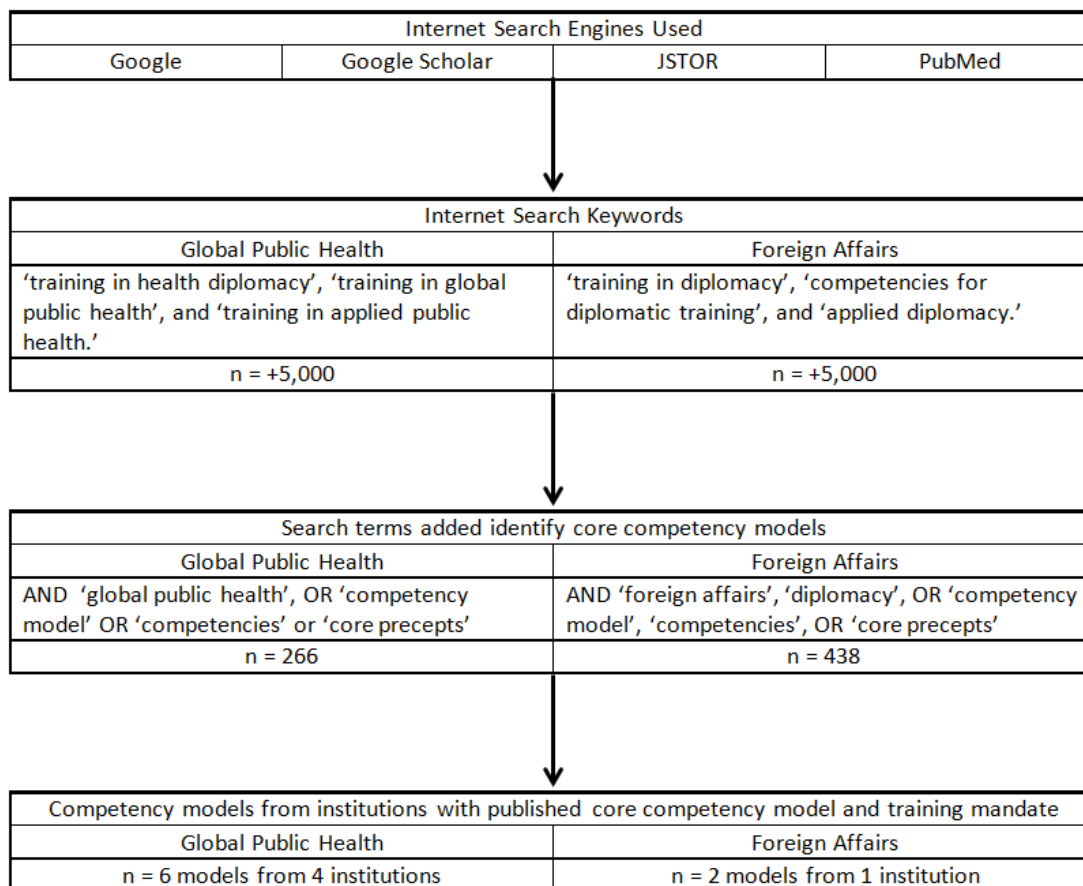 Internet Search Engines Used
Google
Google Scholar
JSTOR
PubMed
Internet Search Keywords
Global Public Health
Foreign Affairs
‘training in health diplomacy’, ‘training in global
public health’, and ‘training in applied public
health.’
‘training in diplomacy’, ‘competencies for
diplomatic training’, and ‘applied diplomacy.’
n = +5,000
n = +5,000
Search terms added identify core competency models
Global Public Health
Foreign Affairs
AND ‘global public health’, OR ‘competency
model’ OR ‘competencies’ or ‘core precepts’
AND ‘foreign affairs’, ‘diplomacy’, OR ‘competency
model’, ‘competencies’, OR ‘core precepts’
n = 266
n = 438
Competency models from institutions with published core competency model and training mandate
Global Public Health
Foreign Affairs
n = 6 models from 4 institutions
n = 2 models from 1 institution